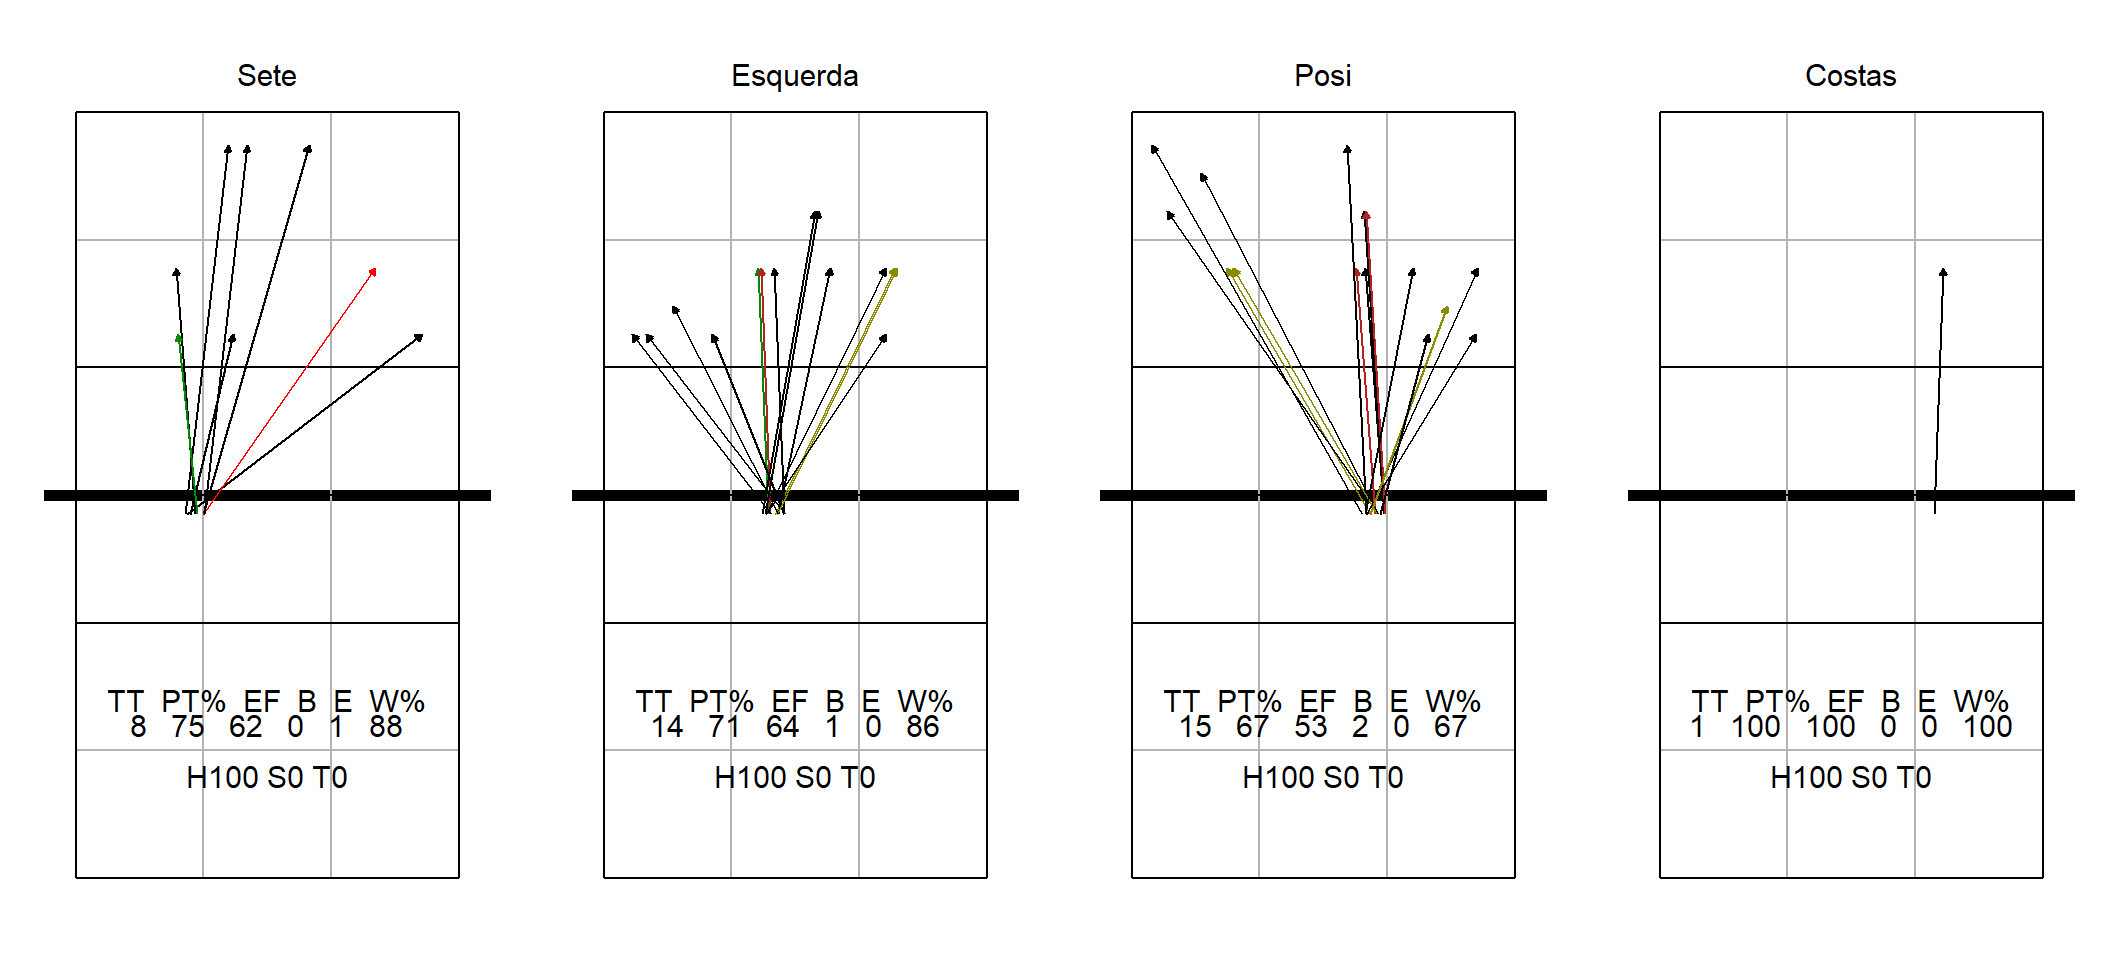 Sete
TT PT% EF B E W%
8 75 62 0 1 88
H100 S0 T0
Esquerda
TT PT% EF B E W%
14 71 64 1 0 86
H100 S0 T0
Posi
TT PT% EF B E W%
15 67 53 2 0 67
H100 S0 T0
Costas
TT PT% EF B E W%
1 100 100 0 0 100
H100 S0 T0